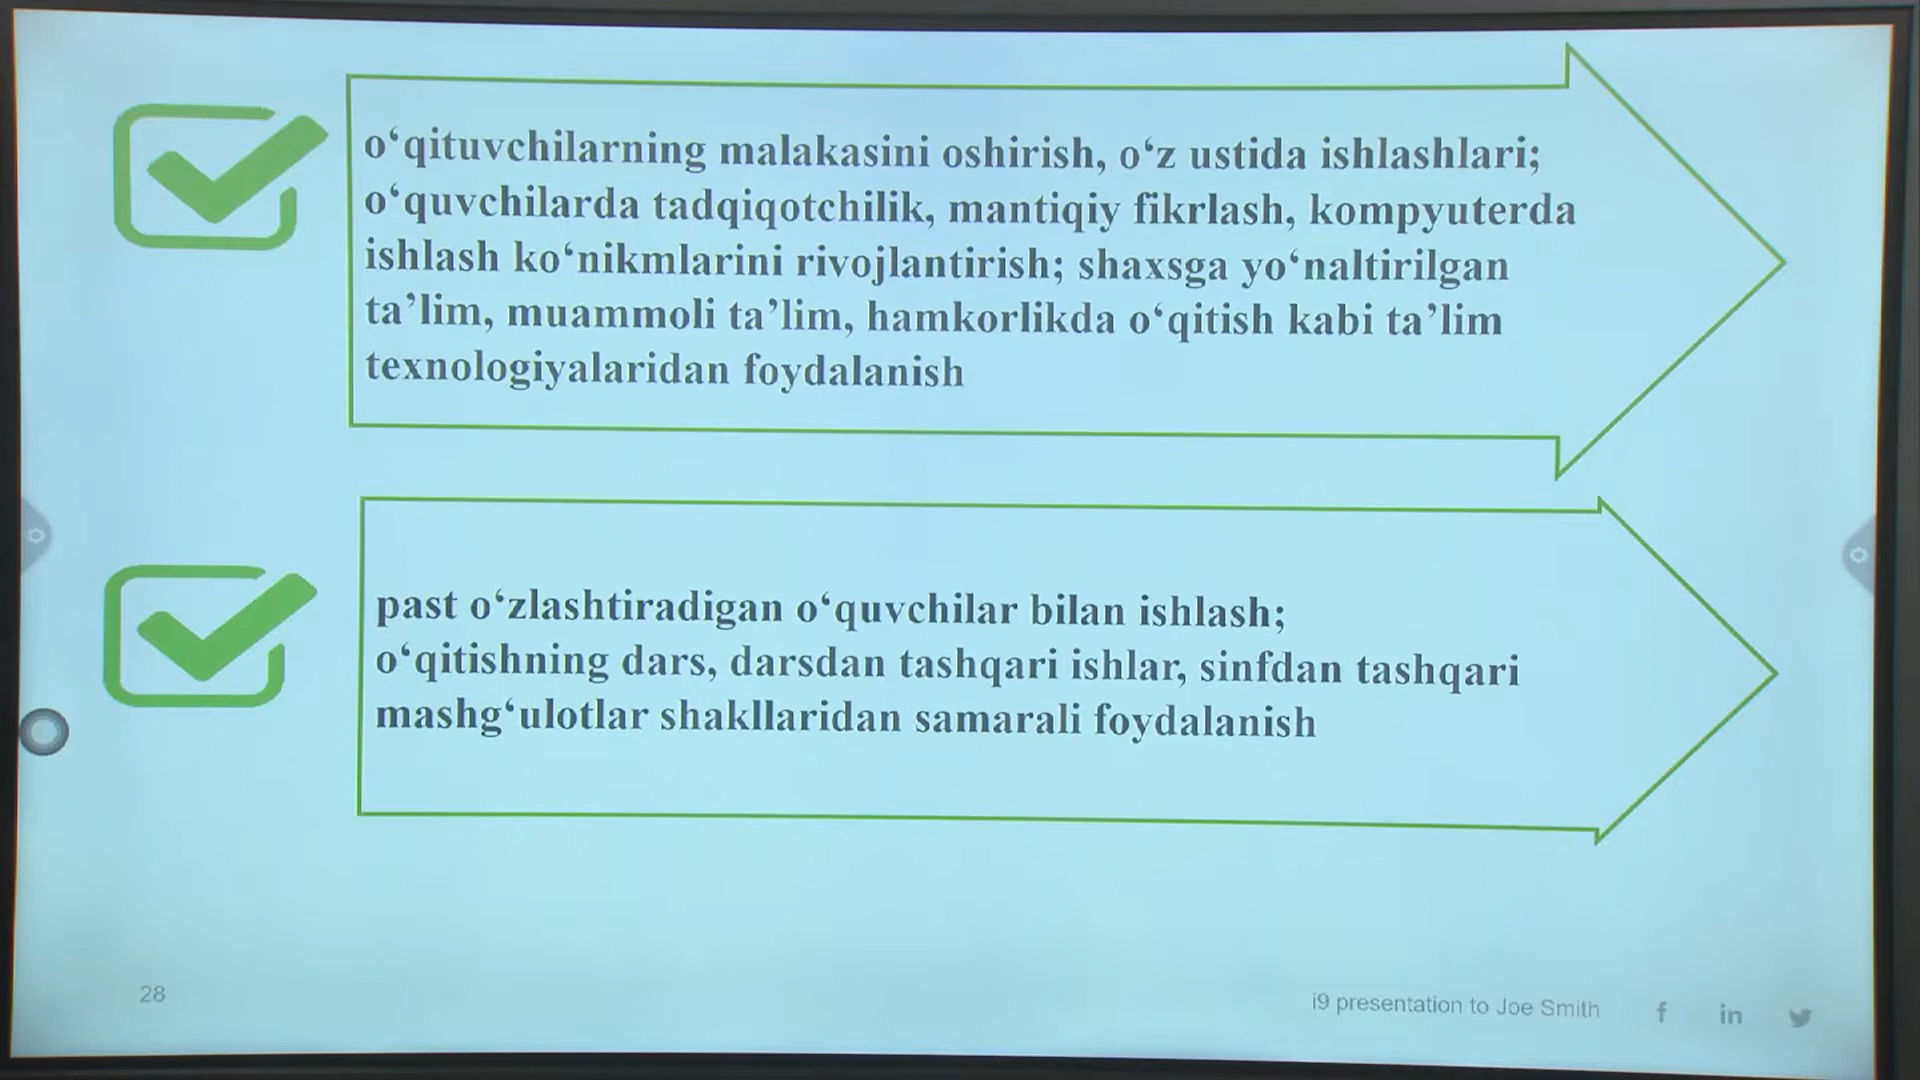 o‘qituvchilarning malakasini oshirish, o‘z ustida ishlashlari;
o‘quvchilarda tadqiqotchilik, mantiqiy fikrlash, kompyuterda
ishlash ko‘nikmlarini rivojlantirish; shaxsga yo‘naltirilgan
ta’lim, muammoli ta’lim, hamkorlikda o‘qitish kabi ta’lim
texnologiyalaridan foydalanish
past o‘zlashtiradigan o‘quvchilar bilan ishlash;
o‘qitishning dars, darsdan tashqari ishlar, sinfdan tashqari
mashg‘ulotlar shakllaridan samarali foydalanish
28
i9 presentation to Joe Smith